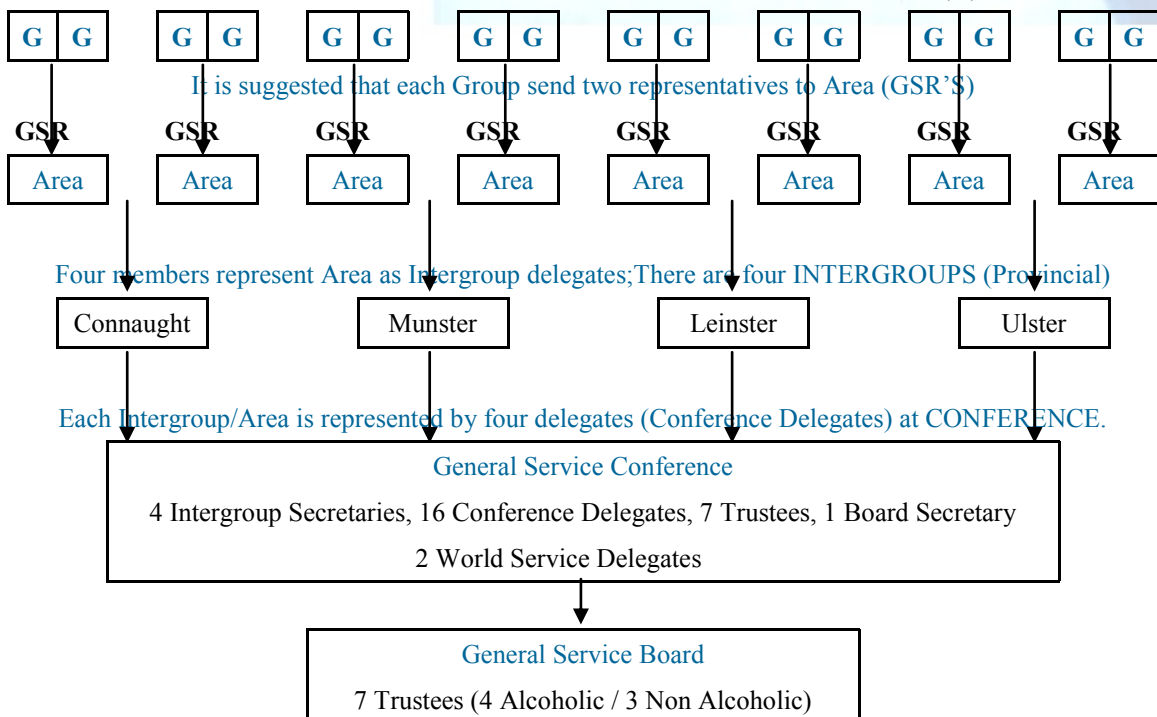 G G G G G G G G G G G G G G G G
It is suggested that each Group send two representatives to Area (GSR’S)
GSR GSR GSR GSR GSR GSR GSR GSR
Area Area Area Area Area Area Area Area
Four members represent Area as Intergroup delegates;There are four INTERGROUPS (Provincial)
Connaught Munster Leinster Ulster
Each Intergroup/Area is represented by four delegates (Conference Delegates) at CONFERENCE.
General Service Conference
4 Intergroup Secretaries, 16 Conference Delegates, 7 Trustees, 1 Board Secretary
2 World Service Delegates
General Service Board
7 Trustees (4 Alcoholic / 3 Non Alcoholic)